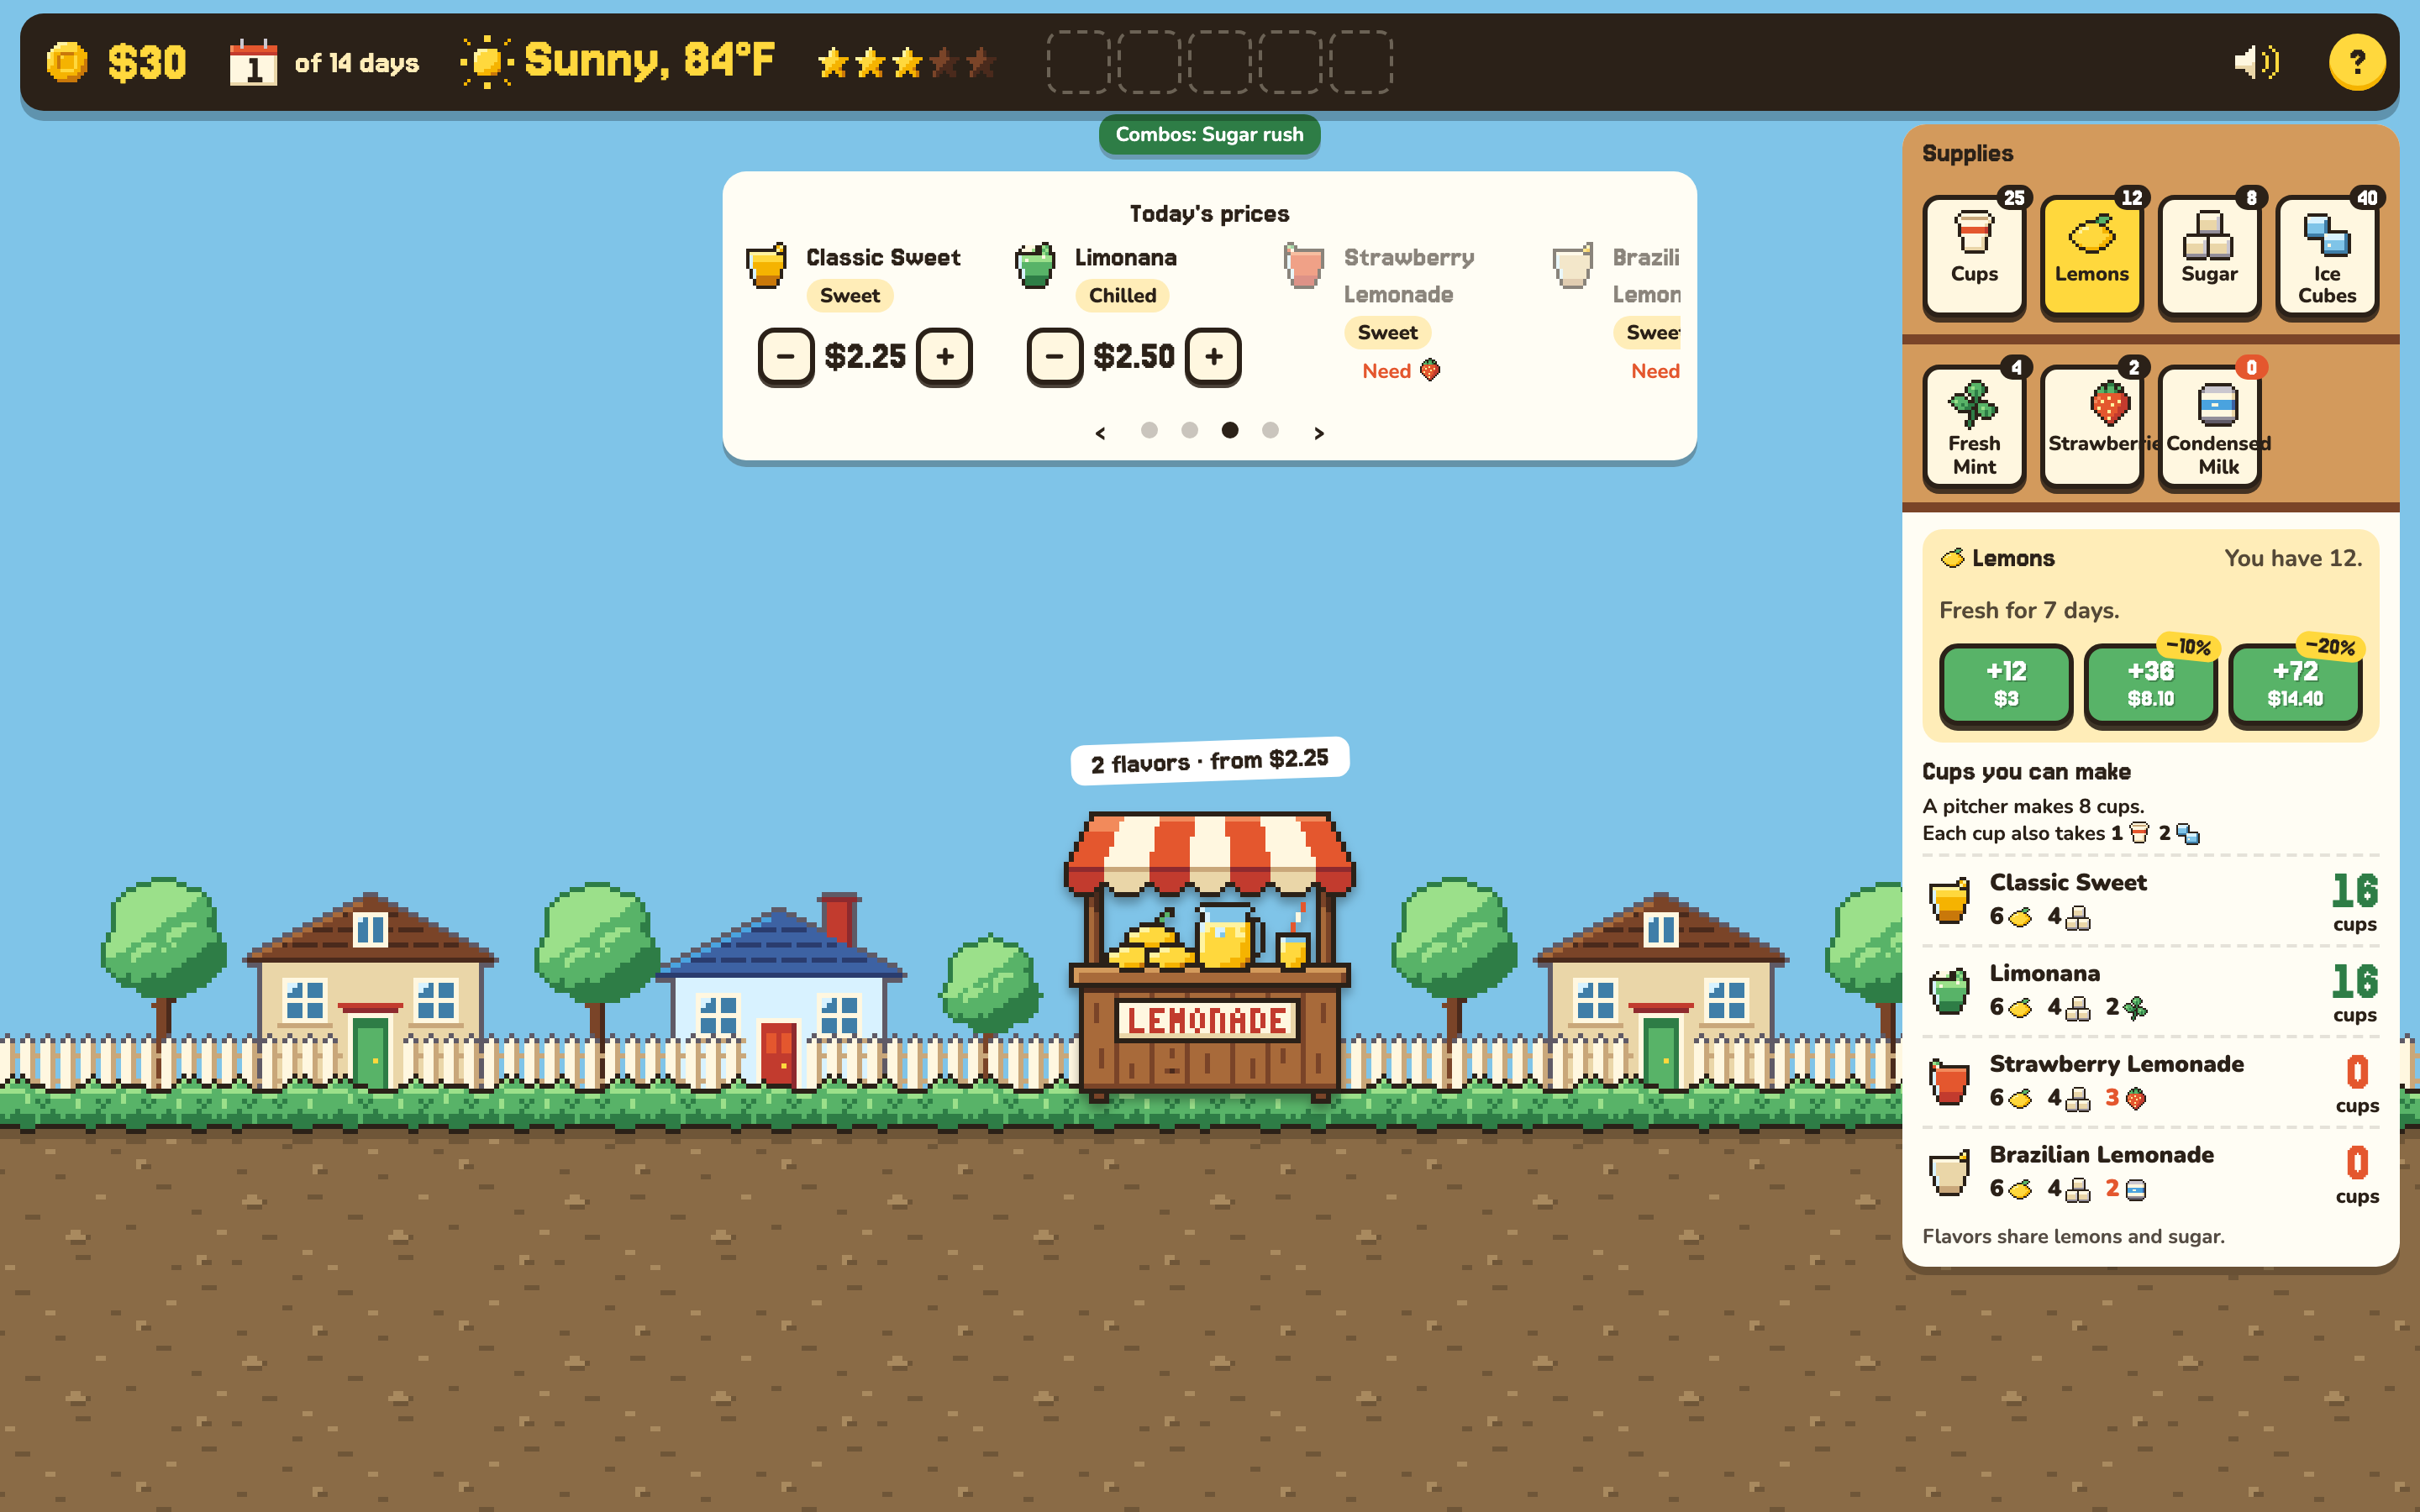 $30
1
of 14 days
Sunny, 84°F
?
Combos: Sugar rush
Today's prices
Classic Sweet
Sweet
− $2.25 +
Limonana
Chilled
− $2.50 +
Strawberry
Lemonade
Sweet
Need
Brazili
Lemon
Sweet
Need
< >
Supplies
25
Cups
12
Lemons
8
Sugar
40
Ice
Cubes
4
Fresh
Mint
2
Strawberrie
0
Condensed
Milk
Lemons
You have 12.
Fresh for 7 days.
+12
$3
−10%
+36
$8.10
−20%
+72
$14.40
Cups you can make
A pitcher makes 8 cups.
Each cup also takes 1 2
Classic Sweet
6 4
16
cups
Limonana
6 4 2
16
cups
Strawberry Lemonade
6 4 3
0
cups
Brazilian Lemonade
6 4 2
0
cups
Flavors share lemons and sugar.
2 flavors · from $2.25
LEMONADE